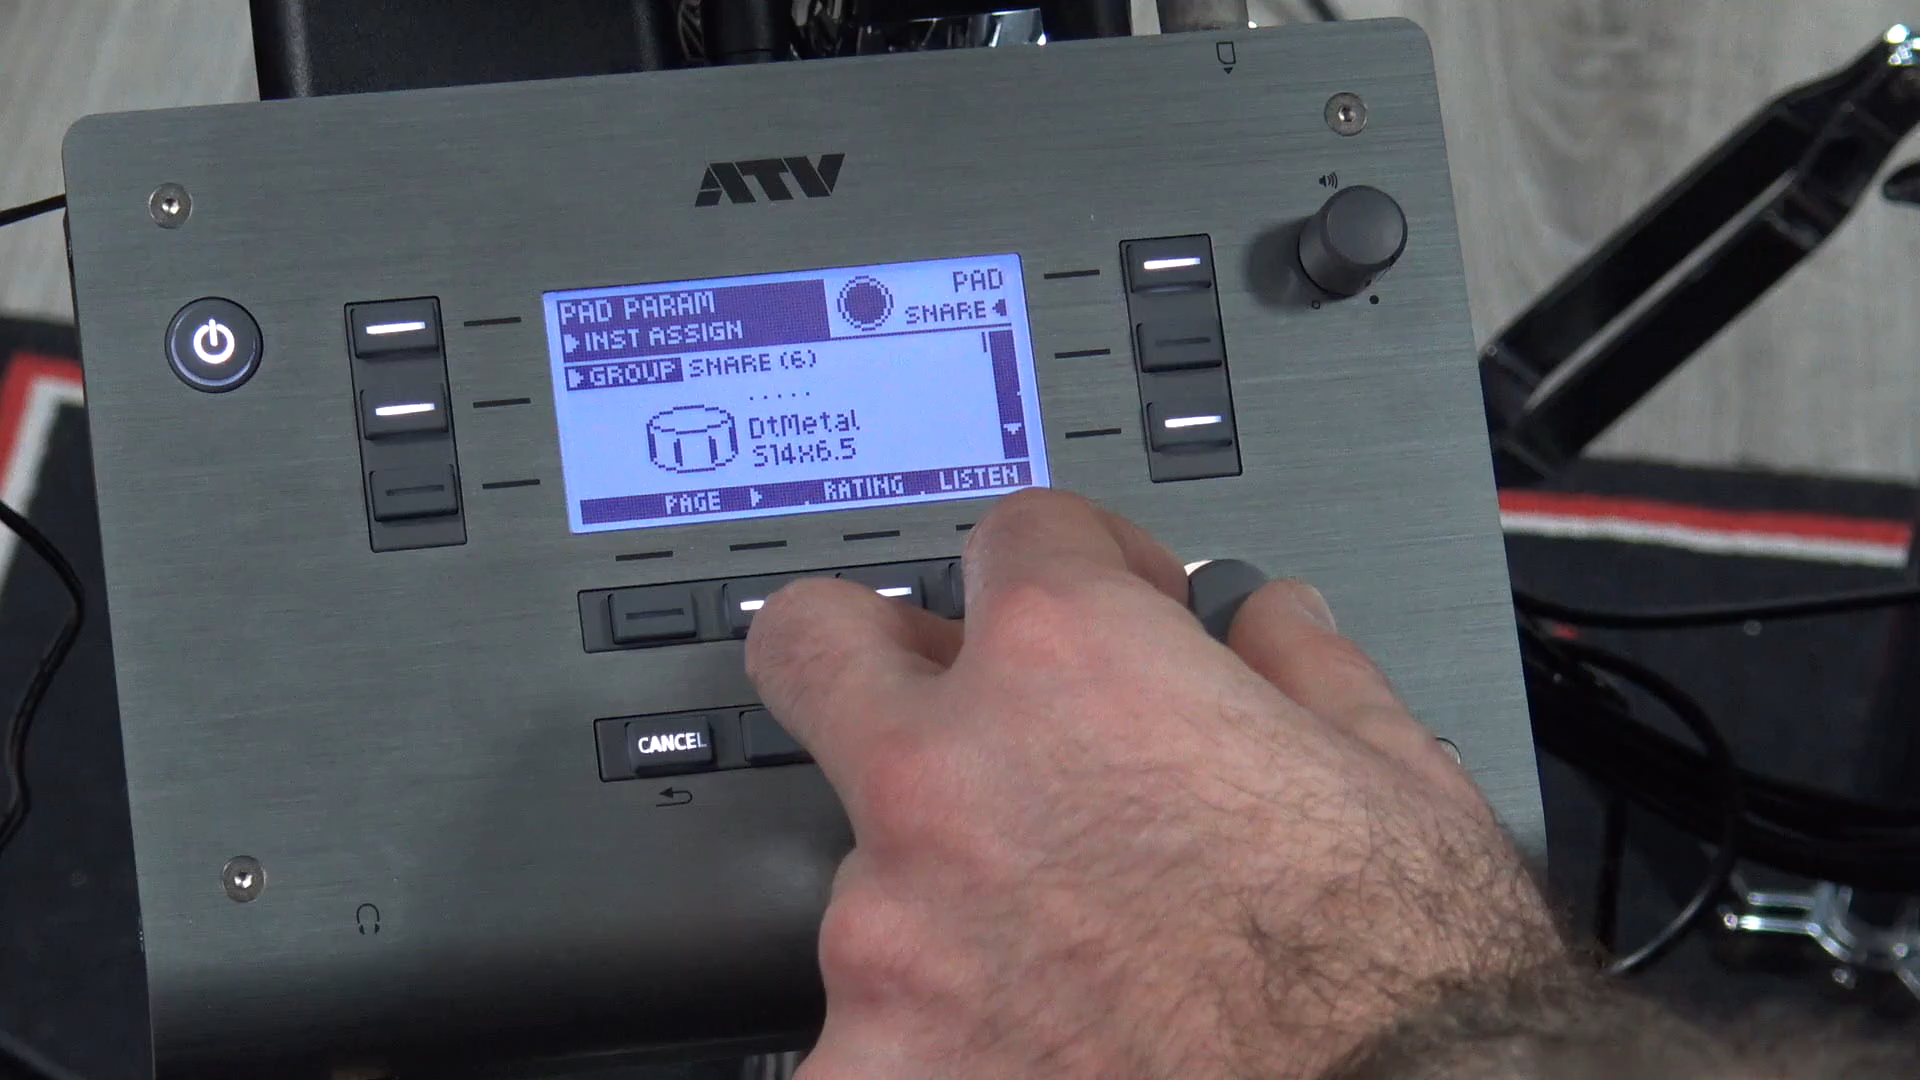 ATV
PAD PARAM
INST ASSIGN
PAD
SNARE
GROUP SNARE (6)
.....
DtMetal
S14x6.5
PAGE RATING LISTEN
CANCEL